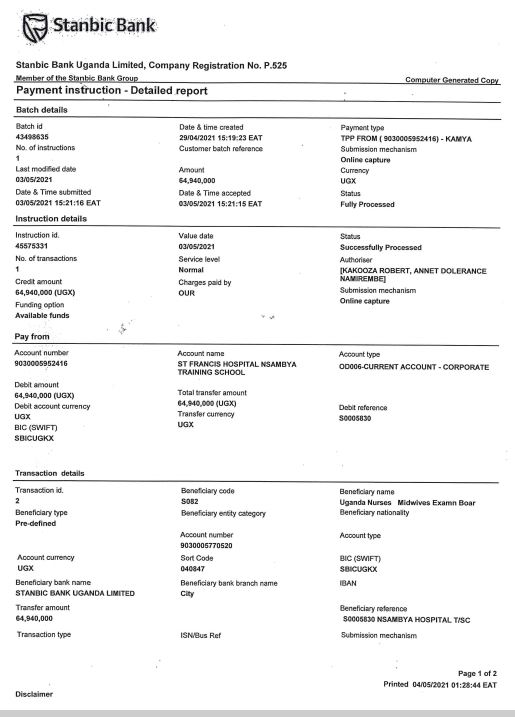 Stanbic Bank
Stanbic Bank Uganda Limited, Company Registration No. P.525
Member of the Stanbic Bank Group
Computer Generated Copy
Payment instruction - Detailed report
Batch details
Batch id
43498635
Date & time created
29/04/2021 15:19:23 EAT
Payment type
TPP FROM ( 9030005952416) - KAMYA
No. of instructions
1
Customer batch reference
Submission mechanism
Online capture
Last modified date
03/05/2021
Amount
64,940,000
Currency
UGX
Date & Time submitted
03/05/2021 15:21:16 EAT
Date & Time accepted
03/05/2021 15:21:15 EAT
Status
Fully Processed
Instruction details
Instruction id.
45575331
Value date
03/05/2021
Status
Successfully Processed
No. of transactions
1
Service level
Normal
Authoriser
[KAKOOZA ROBERT, ANNET DOLERANCE
NAMIREMBE]
Credit amount
64,940,000 (UGX)
Charges paid by
OUR
Submission mechanism
Online capture
Funding option
Available funds
Pay from
Account number
9030005952416
Account name
ST FRANCIS HOSPITAL NSAMBYA
TRAINING SCHOOL
Account type
OD006-CURRENT ACCOUNT - CORPORATE
Debit amount
64,940,000 (UGX)
Total transfer amount
64,940,000 (UGX)
Debit account currency
UGX
Transfer currency
UGX
Debit reference
S0005830
BIC (SWIFT)
SBICUGKX
Transaction details
Transaction id.
2
Beneficiary code
S082
Beneficiary name
Uganda Nurses Midwives Examn Boar
Beneficiary type
Pre-defined
Beneficiary entity category
Beneficiary nationality
Account number
9030005770520
Account type
Account currency
UGX
Sort Code
040847
BIC (SWIFT)
SBICUGKX
Beneficiary bank name
STANBIC BANK UGANDA LIMITED
Beneficiary bank branch name
City
IBAN
Transfer amount
64,940,000
Beneficiary reference
S0005830 NSAMBYA HOSPITAL T/SC
Transaction type
ISN/Bus Ref
Submission mechanism
Page 1 of 2
Printed 04/05/2021 01:28:44 EAT
Disclaimer